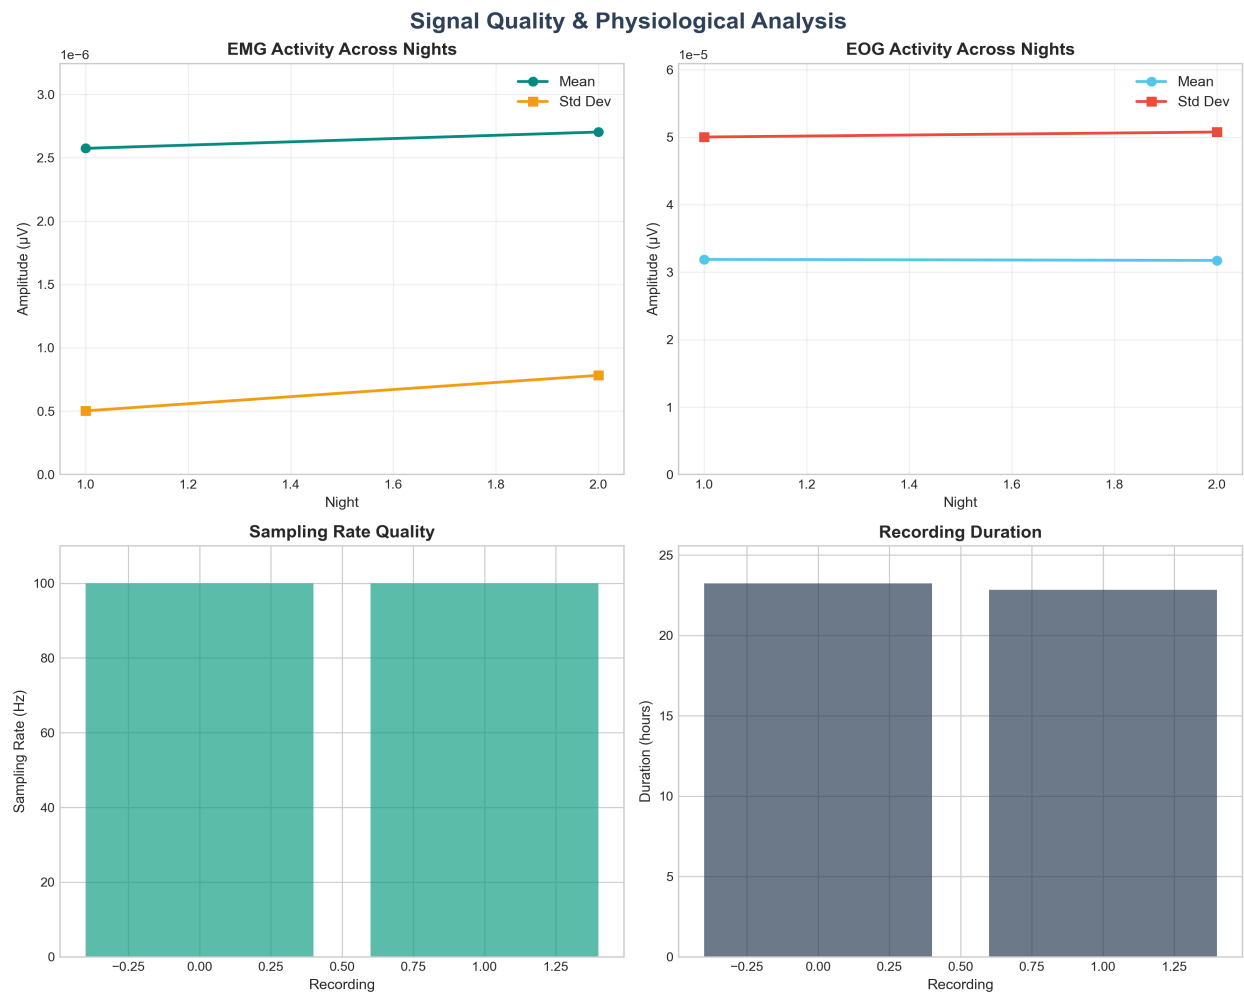 Signal Quality & Physiological Analysis
EMG Activity Across Nights
1e−6
3.0
2.5
2.0
1.5
1.0
0.5
0.0
Amplitude (μV)
Mean
Std Dev
1.0 1.2 1.4 1.6 1.8 2.0
Night
EOG Activity Across Nights
1e−5
6
5
4
3
2
1
0
Amplitude (μV)
Mean
Std Dev
1.0 1.2 1.4 1.6 1.8 2.0
Night
Sampling Rate Quality
100
80
60
40
20
0
Sampling Rate (Hz)
−0.25 0.00 0.25 0.50 0.75 1.00 1.25
Recording
Recording Duration
25
20
15
10
5
0
Duration (hours)
−0.25 0.00 0.25 0.50 0.75 1.00 1.25
Recording